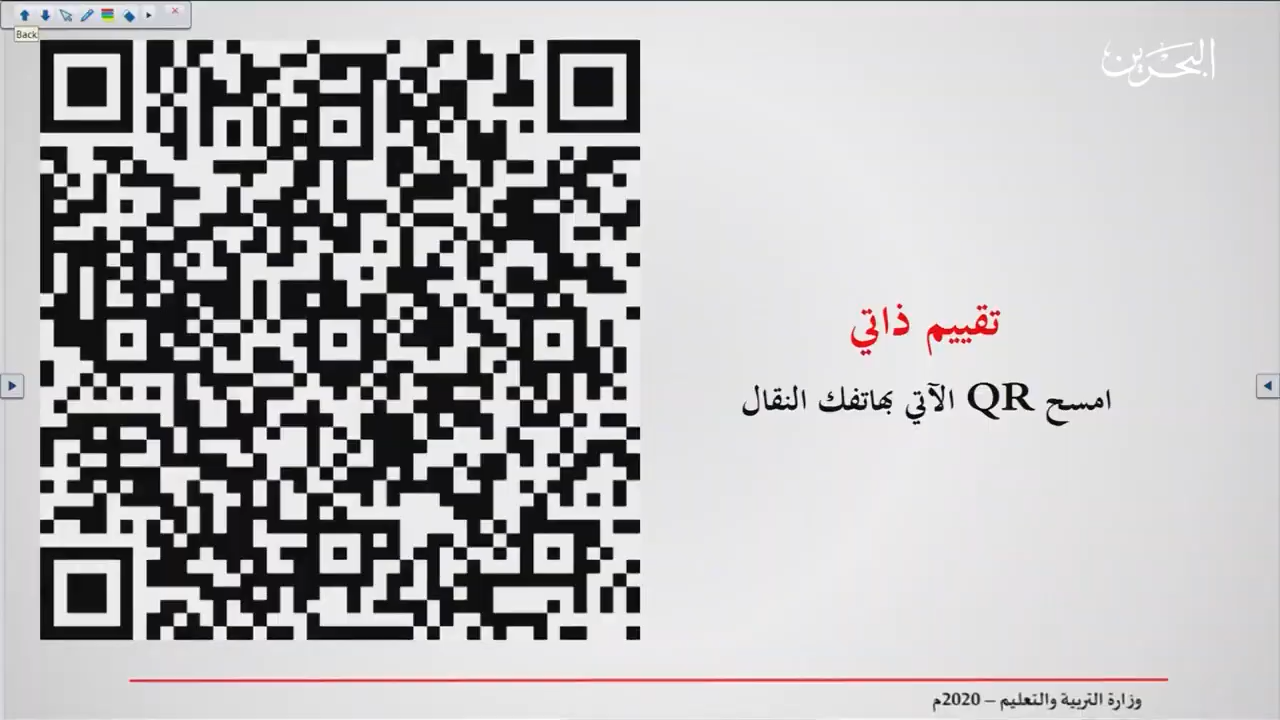 Back
البحرين
تقييم ذاتي
امسح QR الآتي بهاتفك النقال
وزارة التربية والتعليم – 2020م